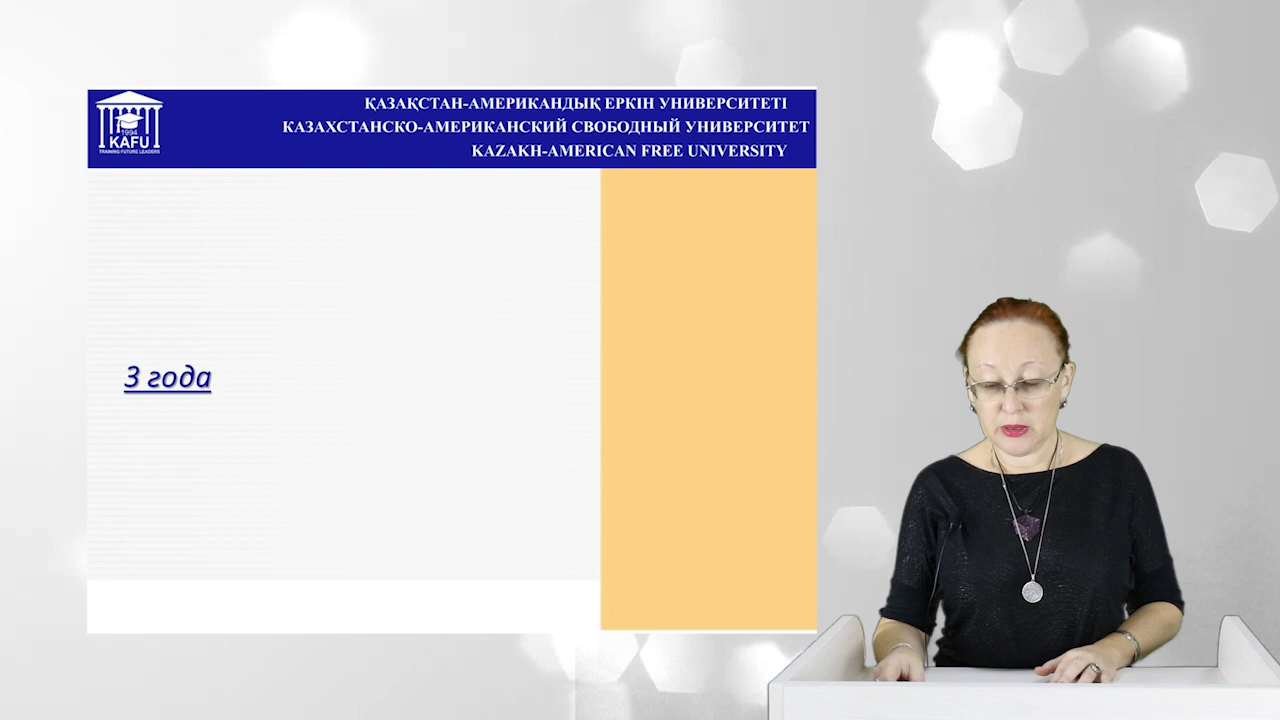 ҚАЗАҚСТАН-АМЕРИКАНДЫҚ ЕРКІН УНИВЕРСИТЕТІ
КАЗАХСТАНСКО-АМЕРИКАНСКИЙ СВОБОДНЫЙ УНИВЕРСИТЕТ
KAZAKH-AMERICAN FREE UNIVERSITY
1994
KAFU
TRAINING FUTURE LEADERS
3 года